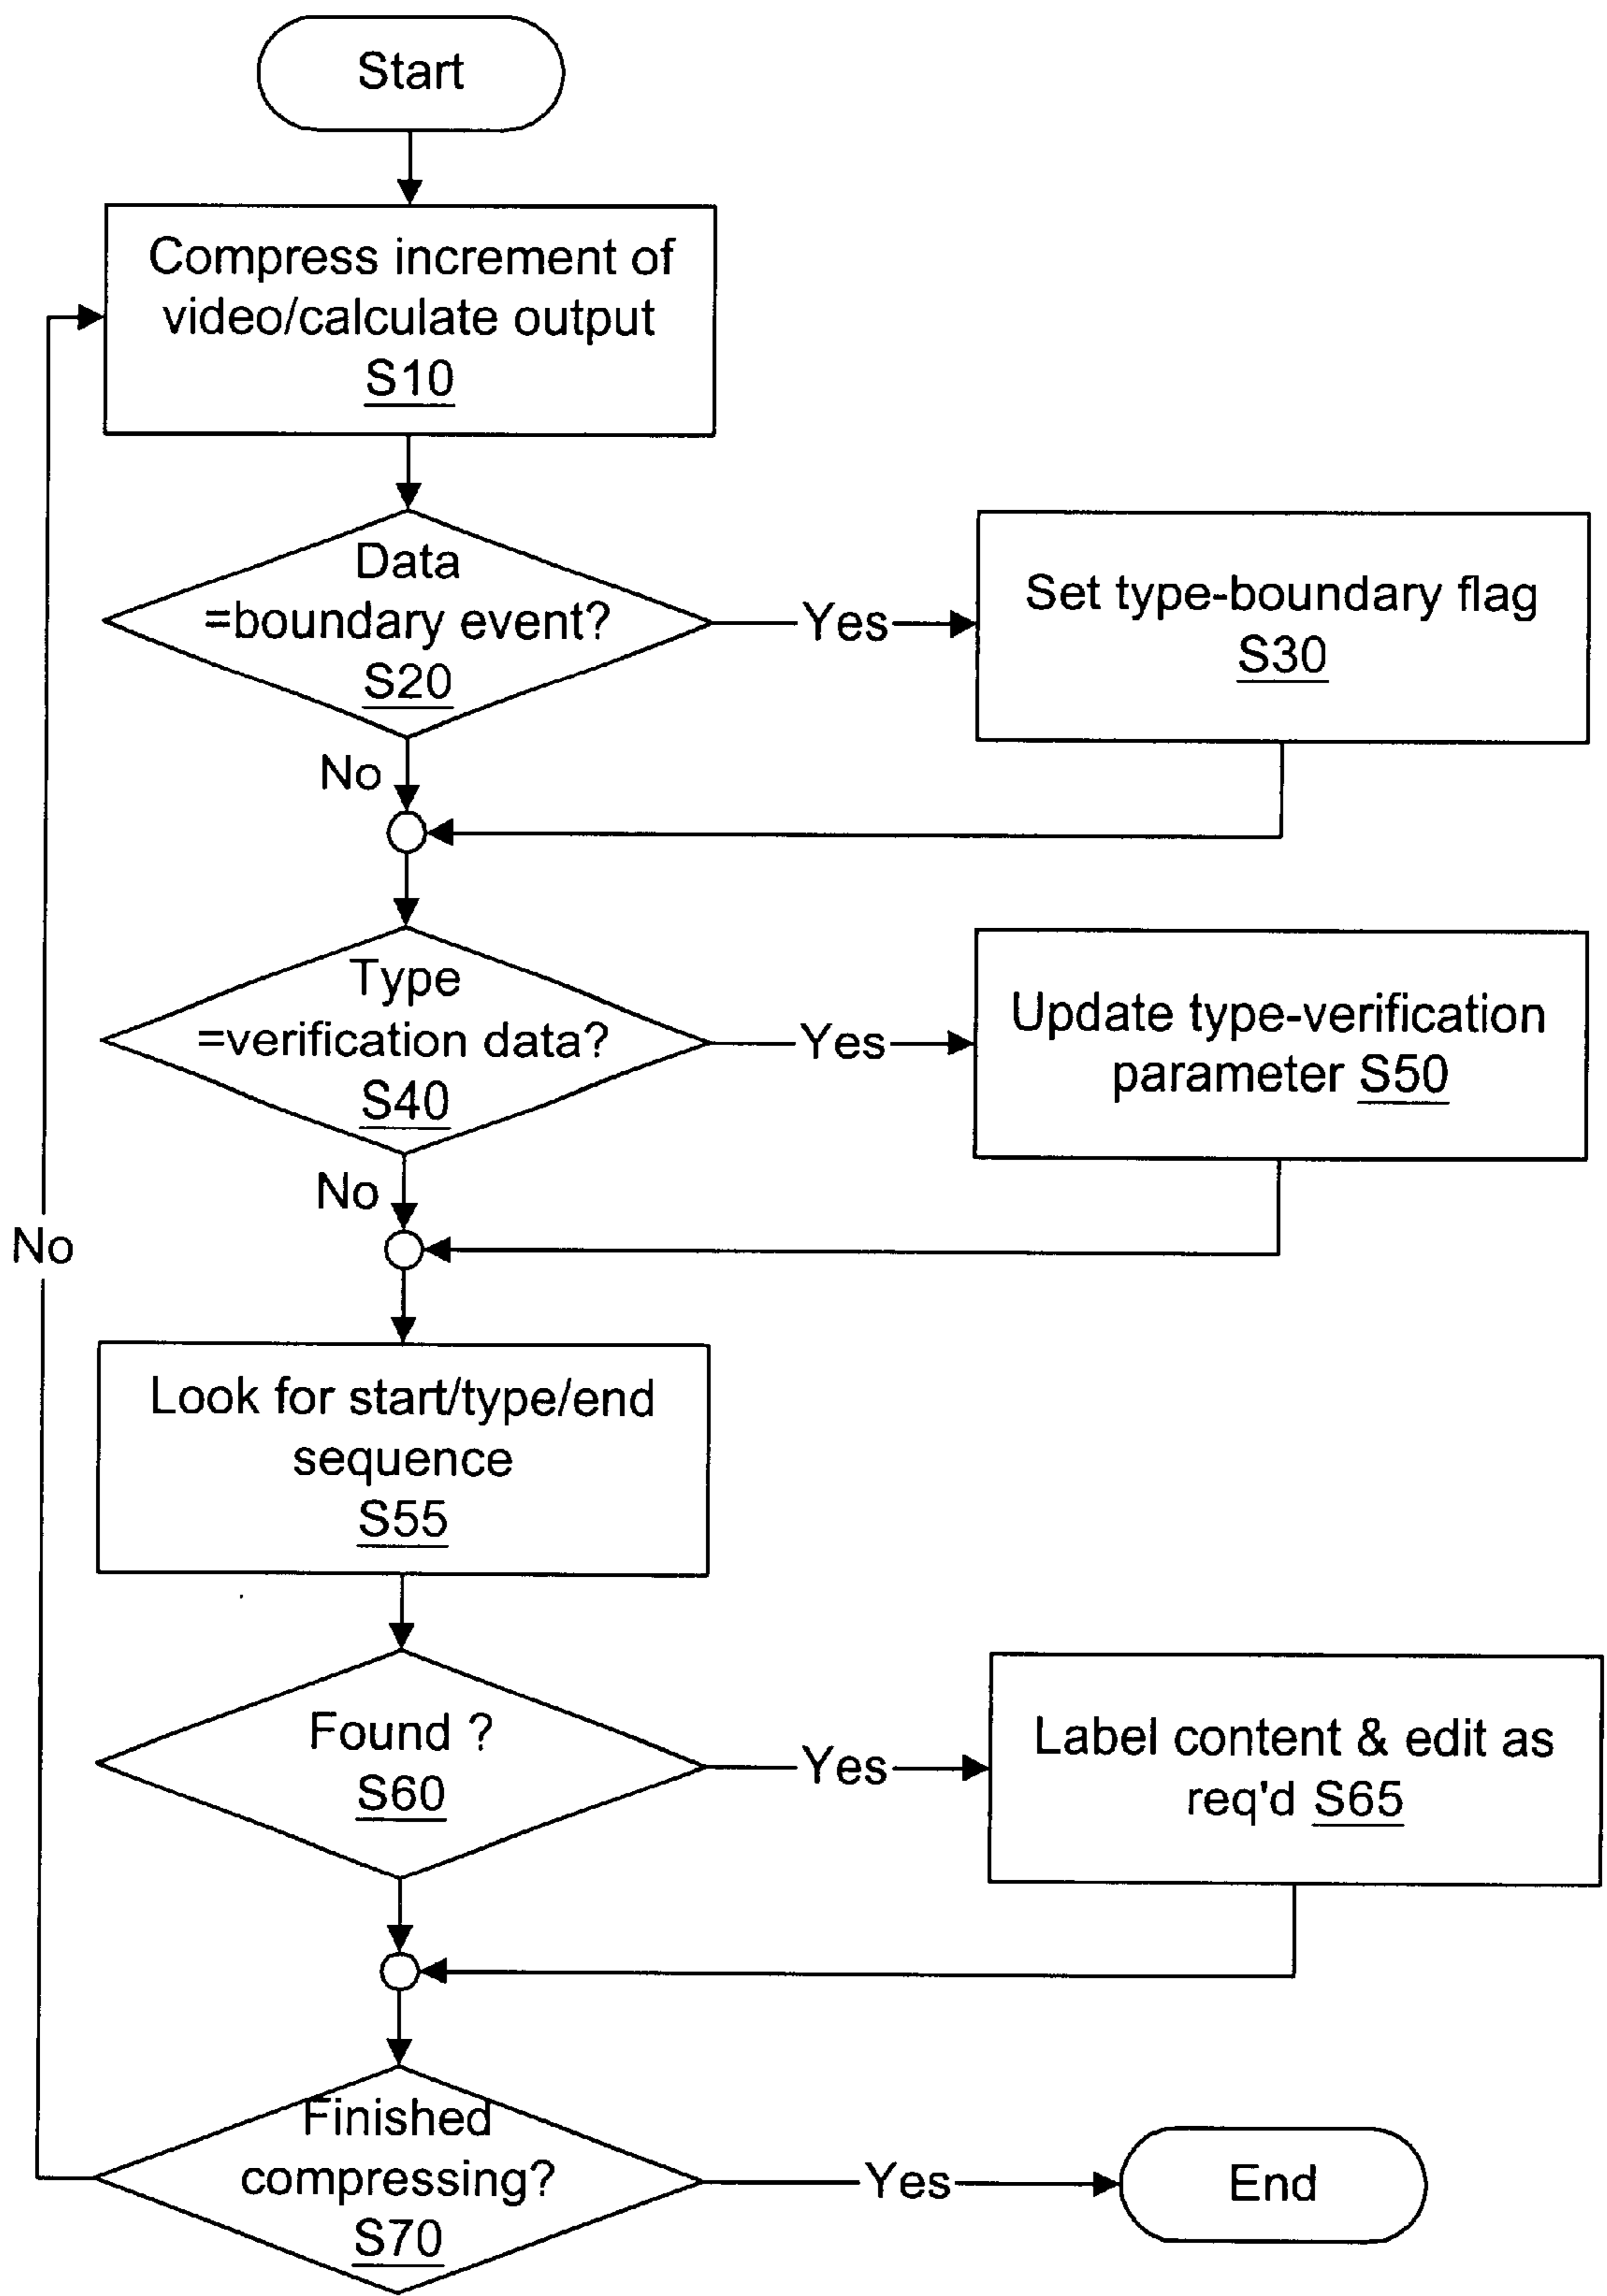 Start
Compress increment of
video/calculate output
S10
Data
=boundary event?
S20
Yes
Set type-boundary flag
S30
No
Type
=verification data?
S40
Yes
Update type-verification
parameter S50
No
No
Look for start/type/end
sequence
S55
Found ?
S60
Yes
Label content & edit as
req'd S65
Finished
compressing?
S70
Yes
End